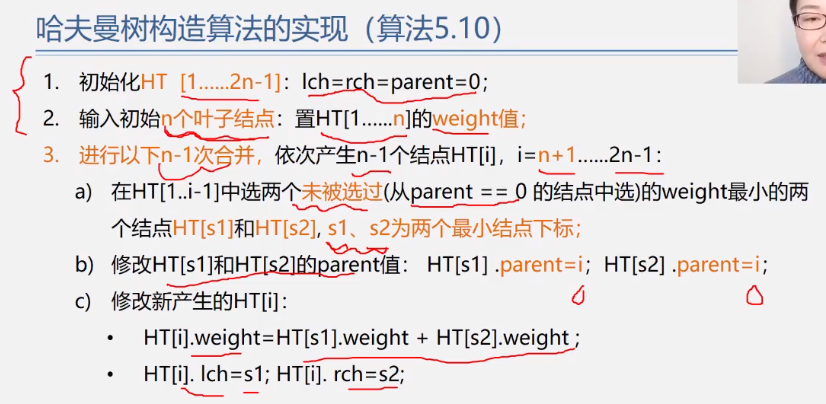 哈夫曼树构造算法的实现（算法5.10）
1. 初始化HT [1……2n-1]：lch=rch=parent=0；
2. 输入初始n个叶子结点：置HT[1……n]的weight值；
3. 进行以下n-1次合并，依次产生n-1个结点HT[i]，i=n+1……2n-1：
a) 在HT[1..i-1]中选两个未被选过(从parent == 0 的结点中选)的weight最小的两
个结点HT[s1]和HT[s2], s1、s2为两个最小结点下标；
b) 修改HT[s1]和HT[s2]的parent值： HT[s1] .parent=i；HT[s2] .parent=i；
c) 修改新产生的HT[i]：
• HT[i].weight=HT[s1].weight + HT[s2].weight ;
• HT[i]. lch=s1; HT[i]. rch=s2;